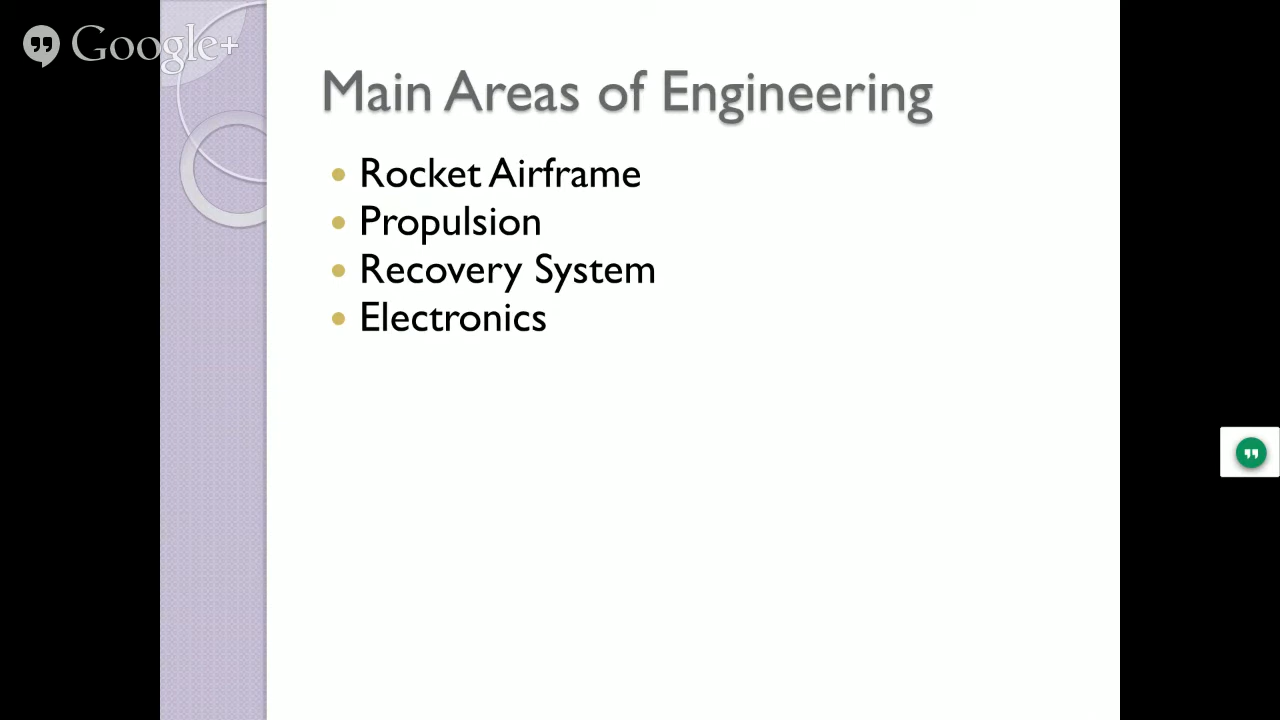 Google+
Main Areas of Engineering
Rocket Airframe
Propulsion
Recovery System
Electronics